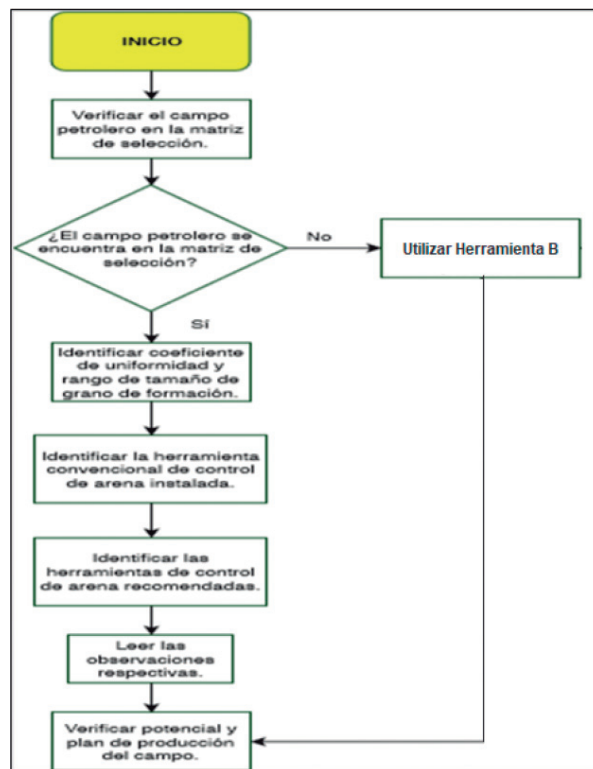 INICIO
Verificar el campo
petrolero en la matriz
de selección.
¿El campo petrolero se
encuentra en la matriz de
selección?
No
Utilizar Herramienta B
Sí
Identificar coeficiente
de uniformidad y
rango de tamaño de
grano de formación.
Identificar la herramienta
convencional de control
de arena instalada.
Identificar las
herramientas de control
de arena recomendadas.
Leer las
observaciones
respectivas.
Verificar potencial y
plan de producción
del campo.